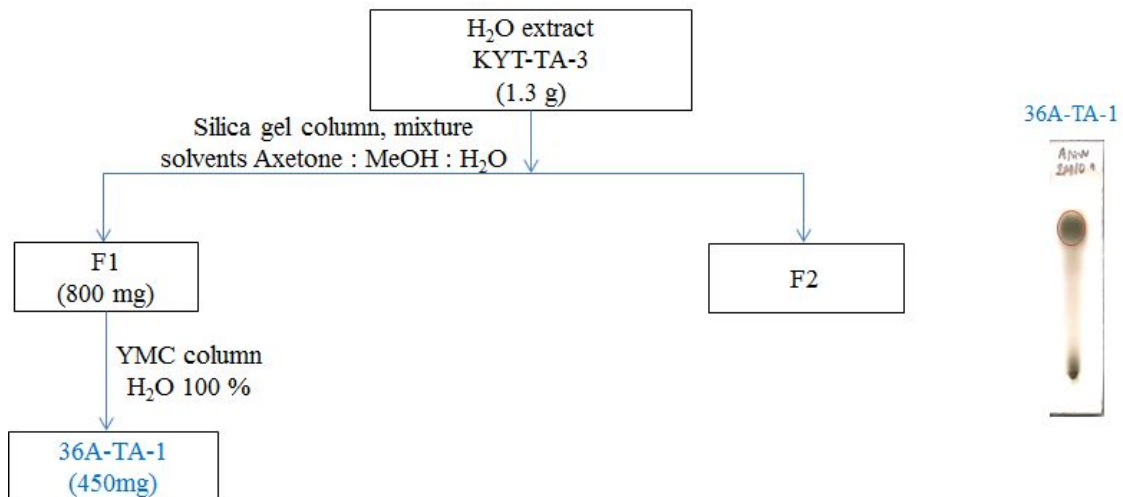 H₂O extract
KYT-TA-3
(1.3 g)
Silica gel column, mixture
solvents Axetone : MeOH : H₂O
36A-TA-1
F1
(800 mg)
F2
YMC column
H₂O 100 %
36A-TA-1
(450mg)